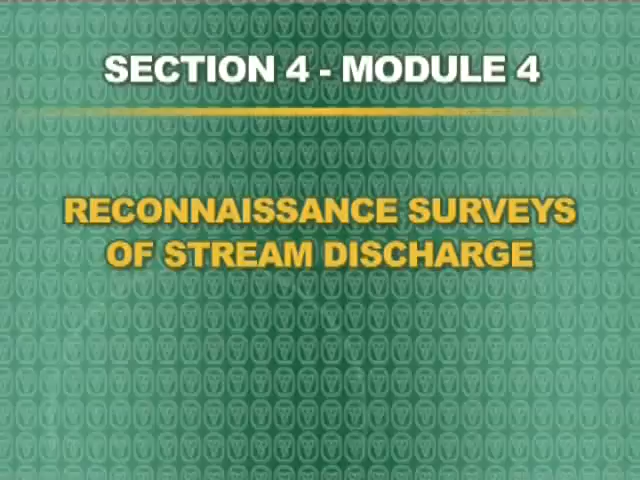 SECTION 4 - MODULE 4
RECONNAISSANCE SURVEYS
OF STREAM DISCHARGE